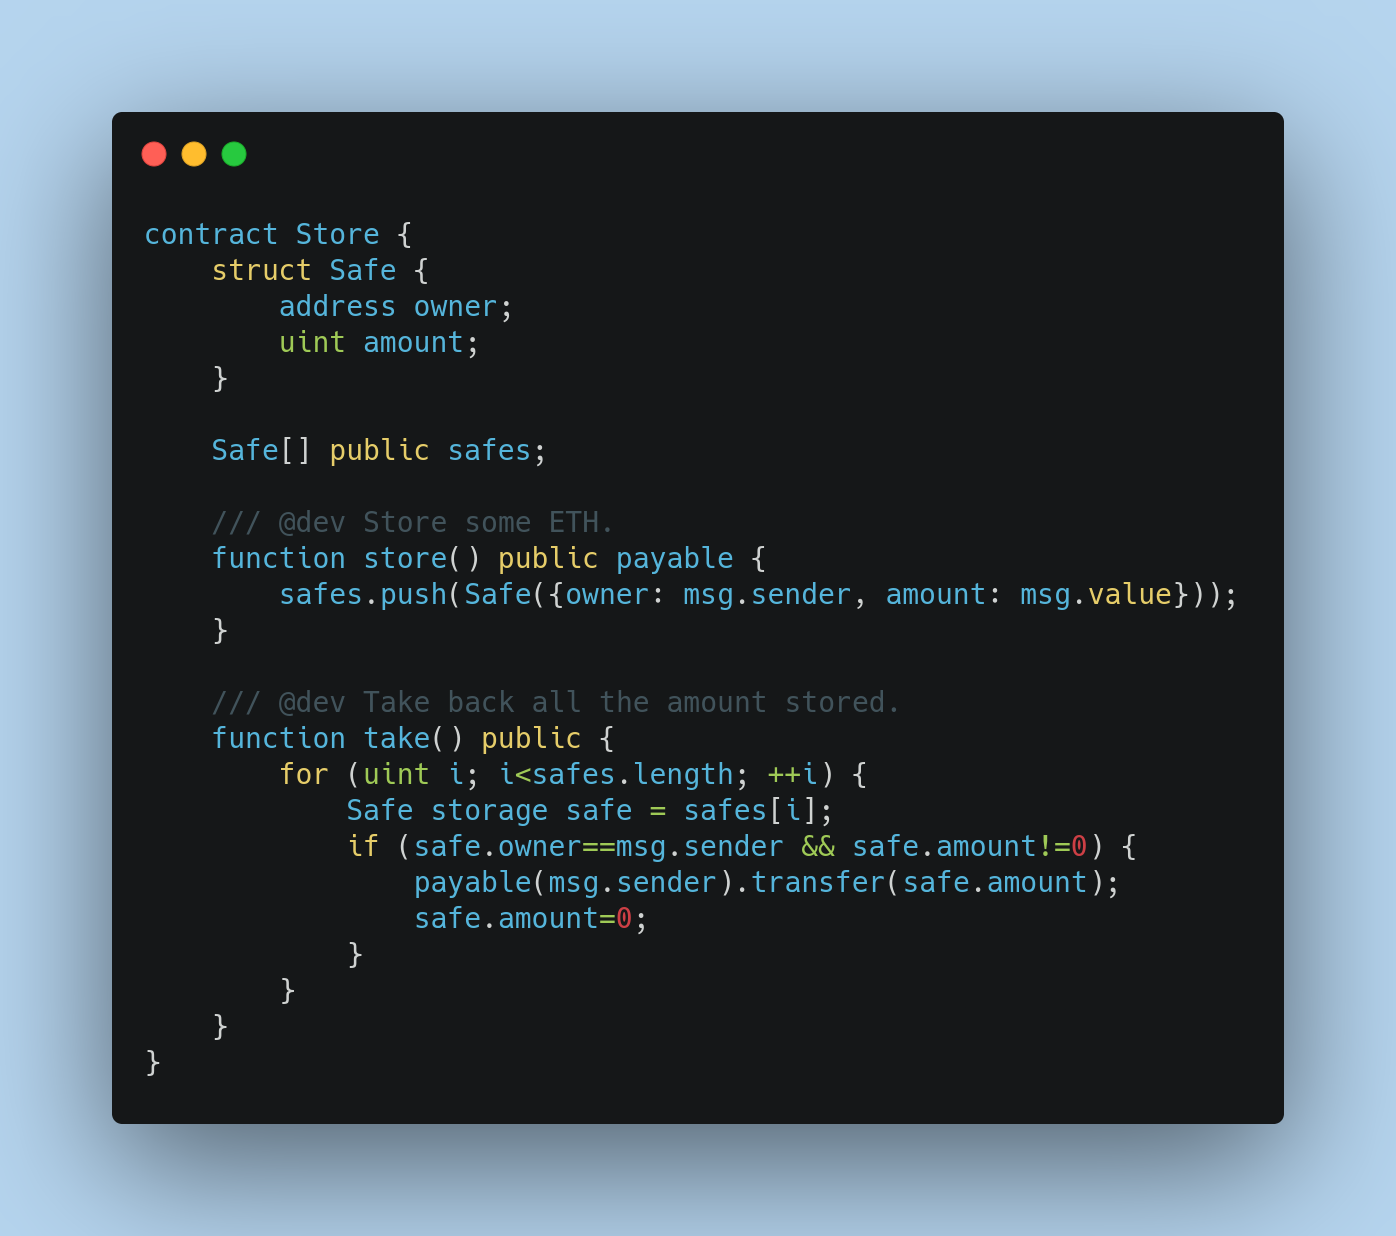 contract Store {
    struct Safe {
        address owner;
        uint amount;
    }

    Safe[] public safes;

    /// @dev Store some ETH.
    function store() public payable {
        safes.push(Safe({owner: msg.sender, amount: msg.value}));
    }

    /// @dev Take back all the amount stored.
    function take() public {
        for (uint i; i<safes.length; ++i) {
            Safe storage safe = safes[i];
            if (safe.owner==msg.sender && safe.amount!=0) {
                payable(msg.sender).transfer(safe.amount);
                safe.amount=0;
            }
        }
    }
}